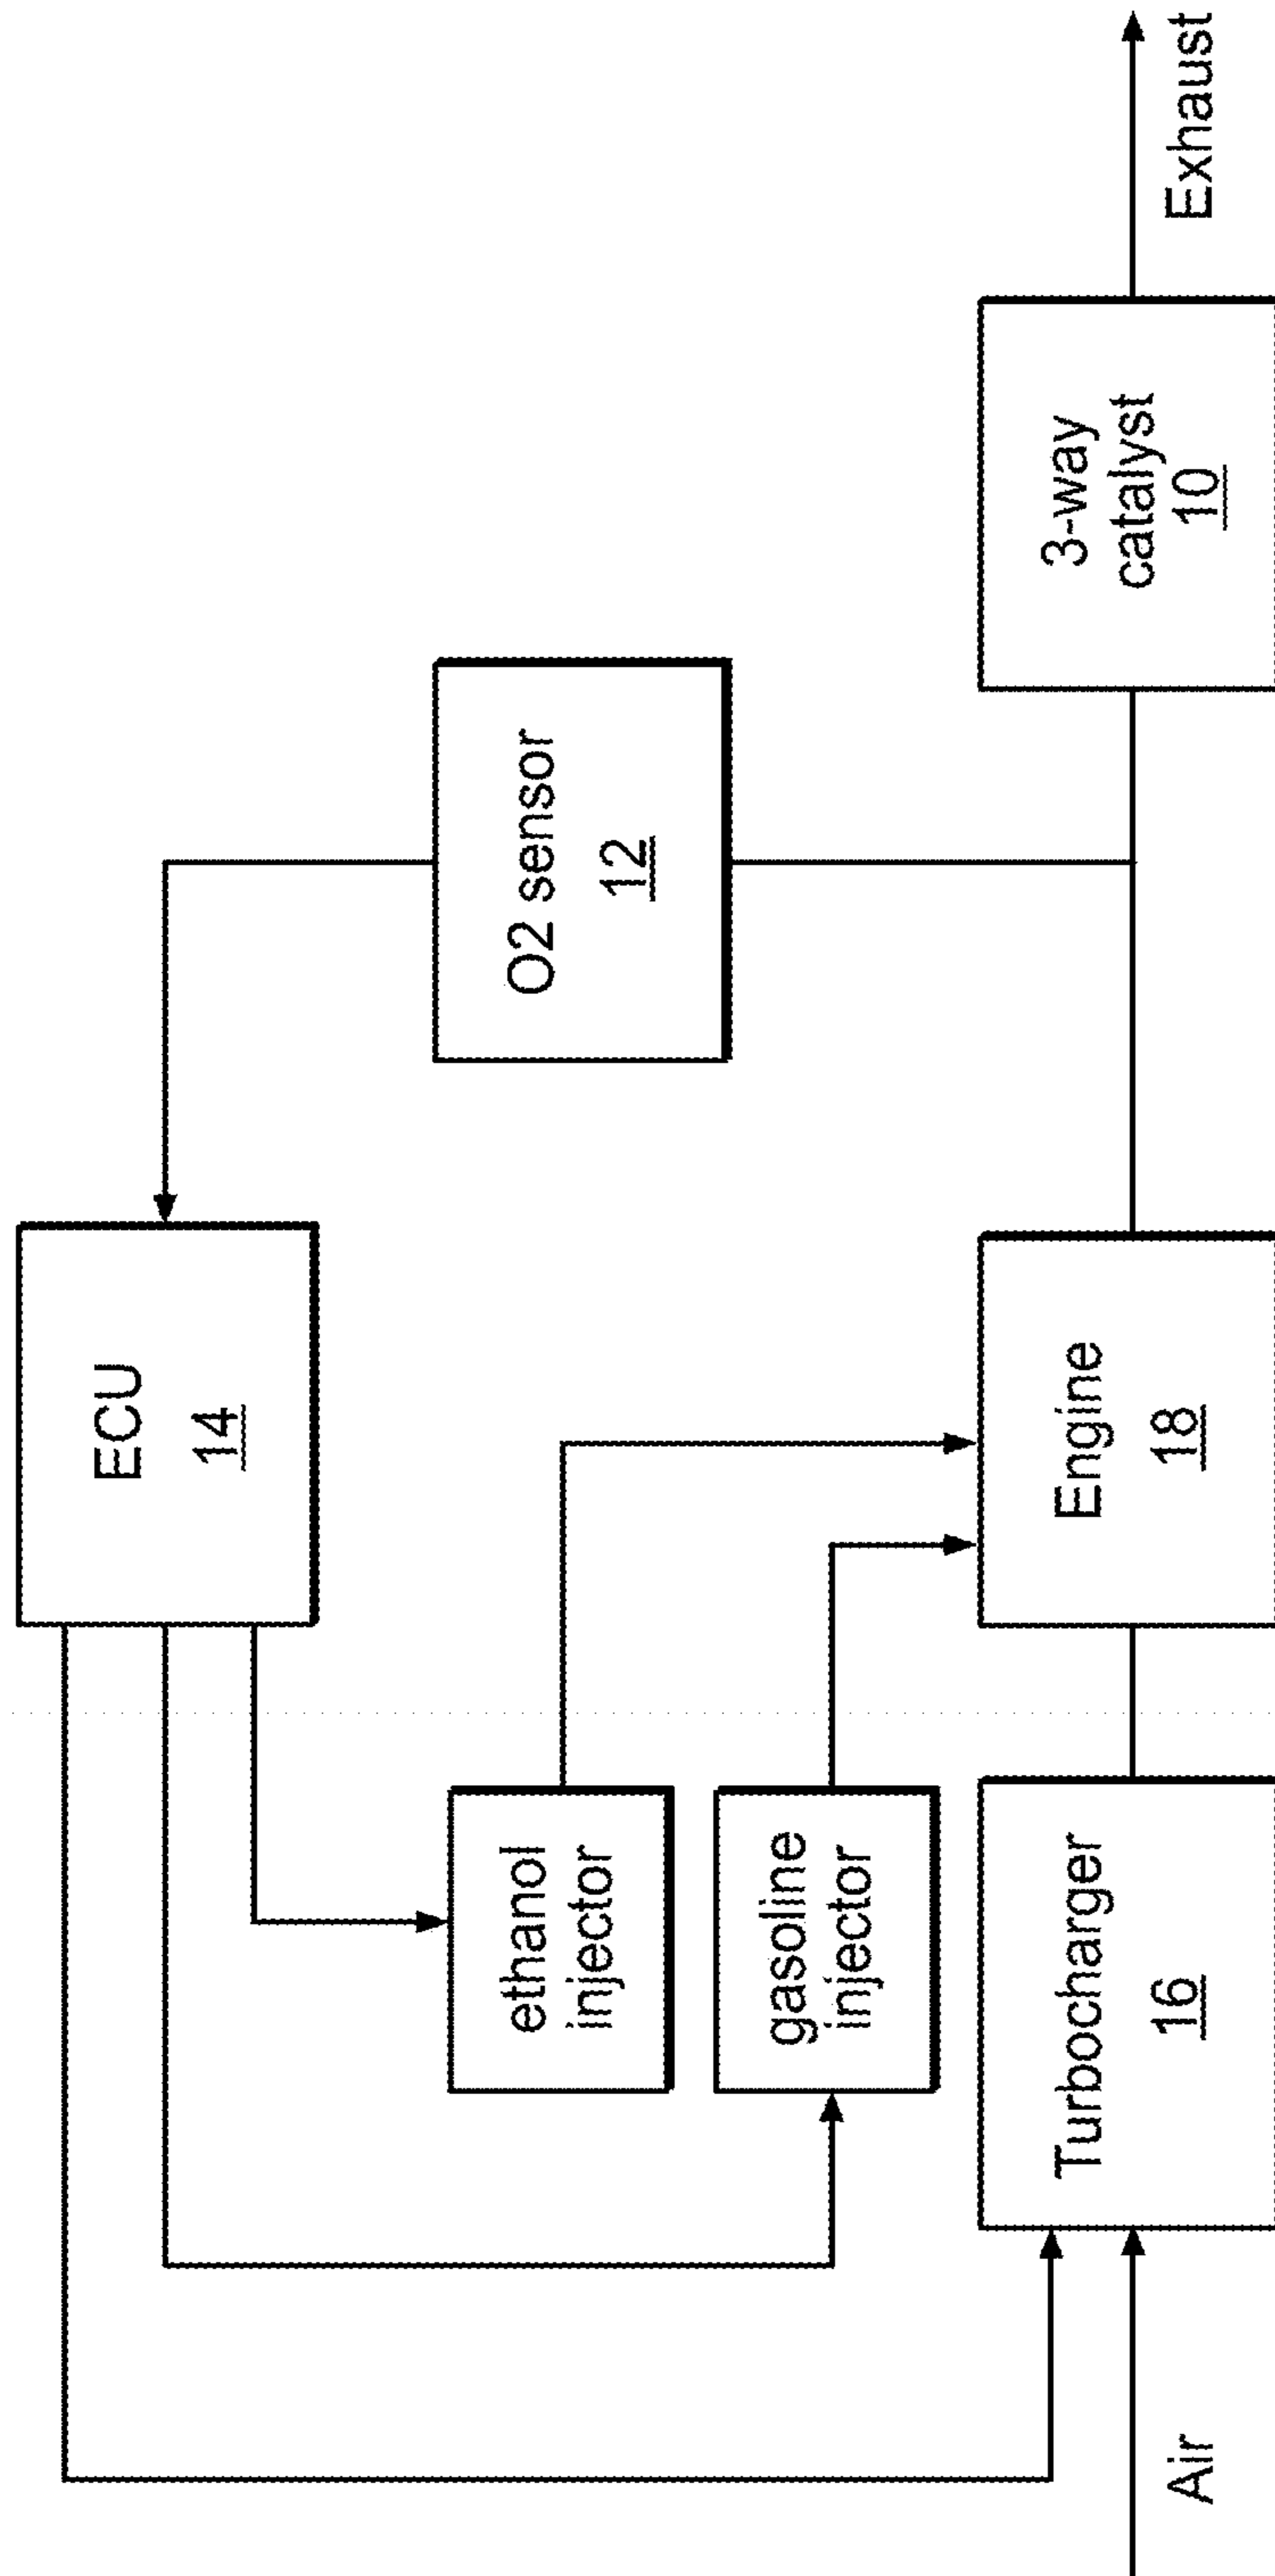 ECU
14
O2 sensor
12
ethanol
injector
gasoline
injector
Air
Turbocharger
16
Engine
18
3-way
catalyst
10
Exhaust